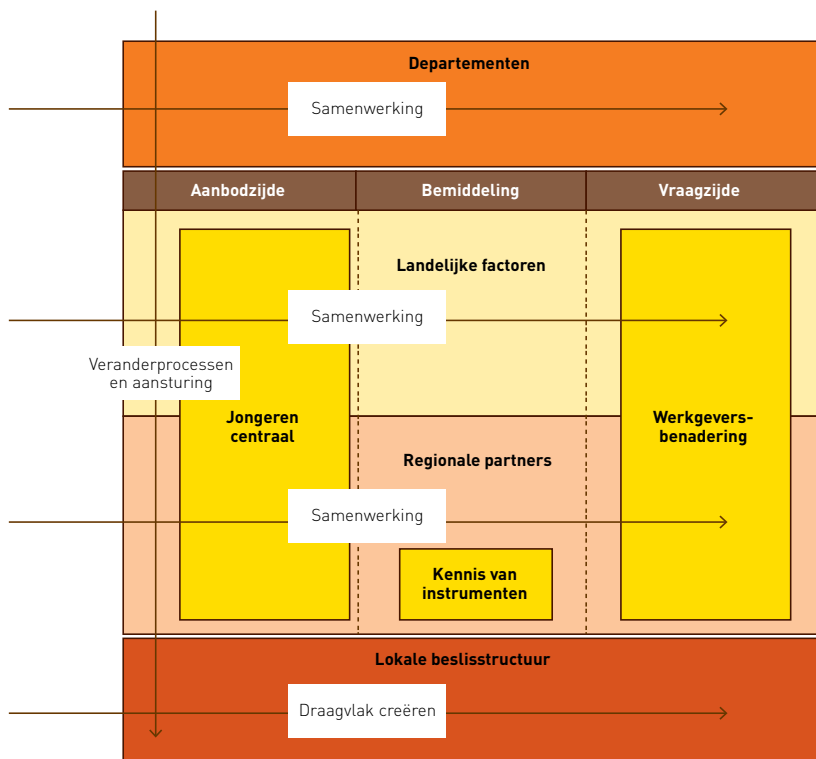 Departementen
Samenwerking
Aanbodzijde
Bemiddeling
Vraagzijde
Landelijke factoren
Samenwerking
Veranderprocessen
en aansturing
Jongeren
centraal
Werkgevers-
benadering
Regionale partners
Samenwerking
Kennis van
instrumenten
Lokale beslisstructuur
Draagvlak creëren